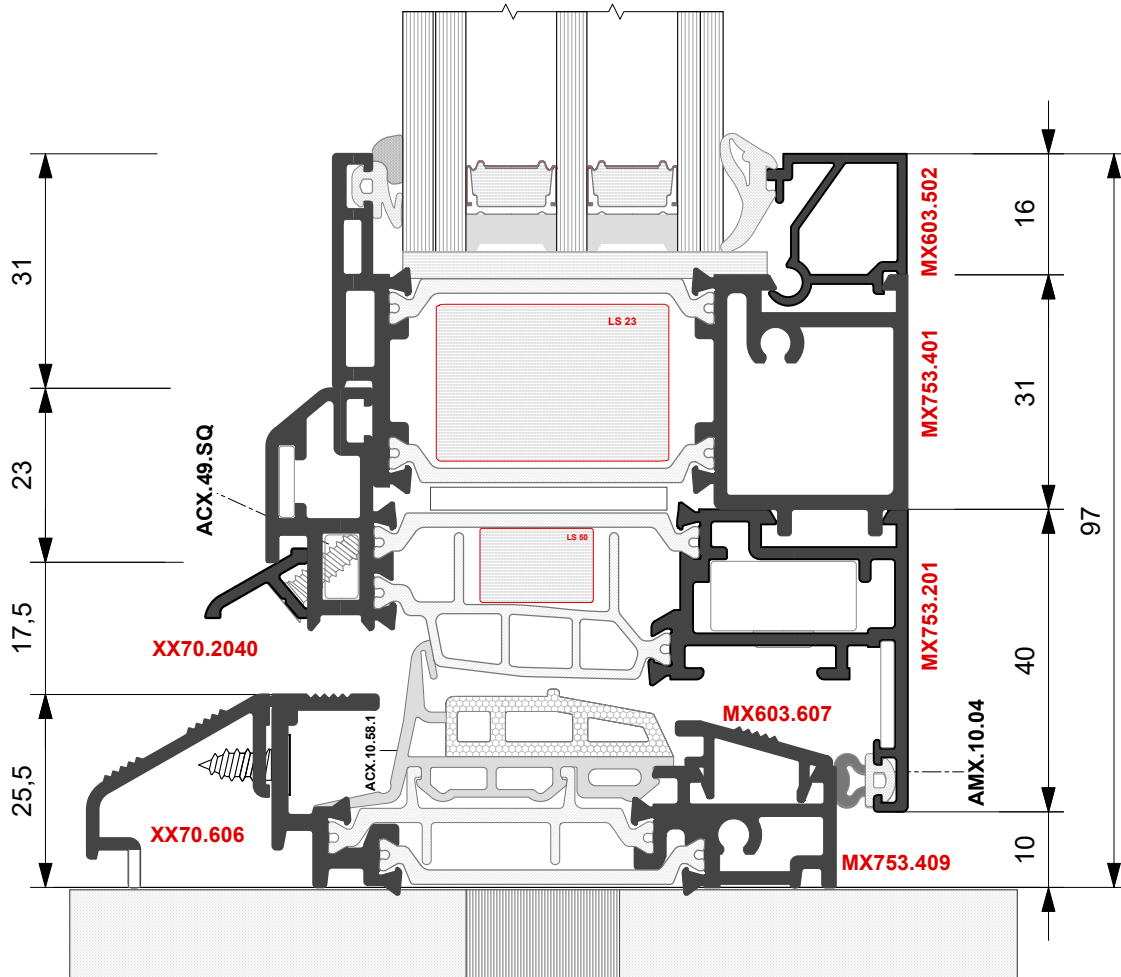 31
23
17,5
25,5
ACX.49.SQ
XX70.2040
XX70.606
ACX.10.58.1
LS 23
LS 50
MX603.607
MX753.409
MX603.502
MX753.401
MX753.201
AMX.10.04
16
31
40
10
97